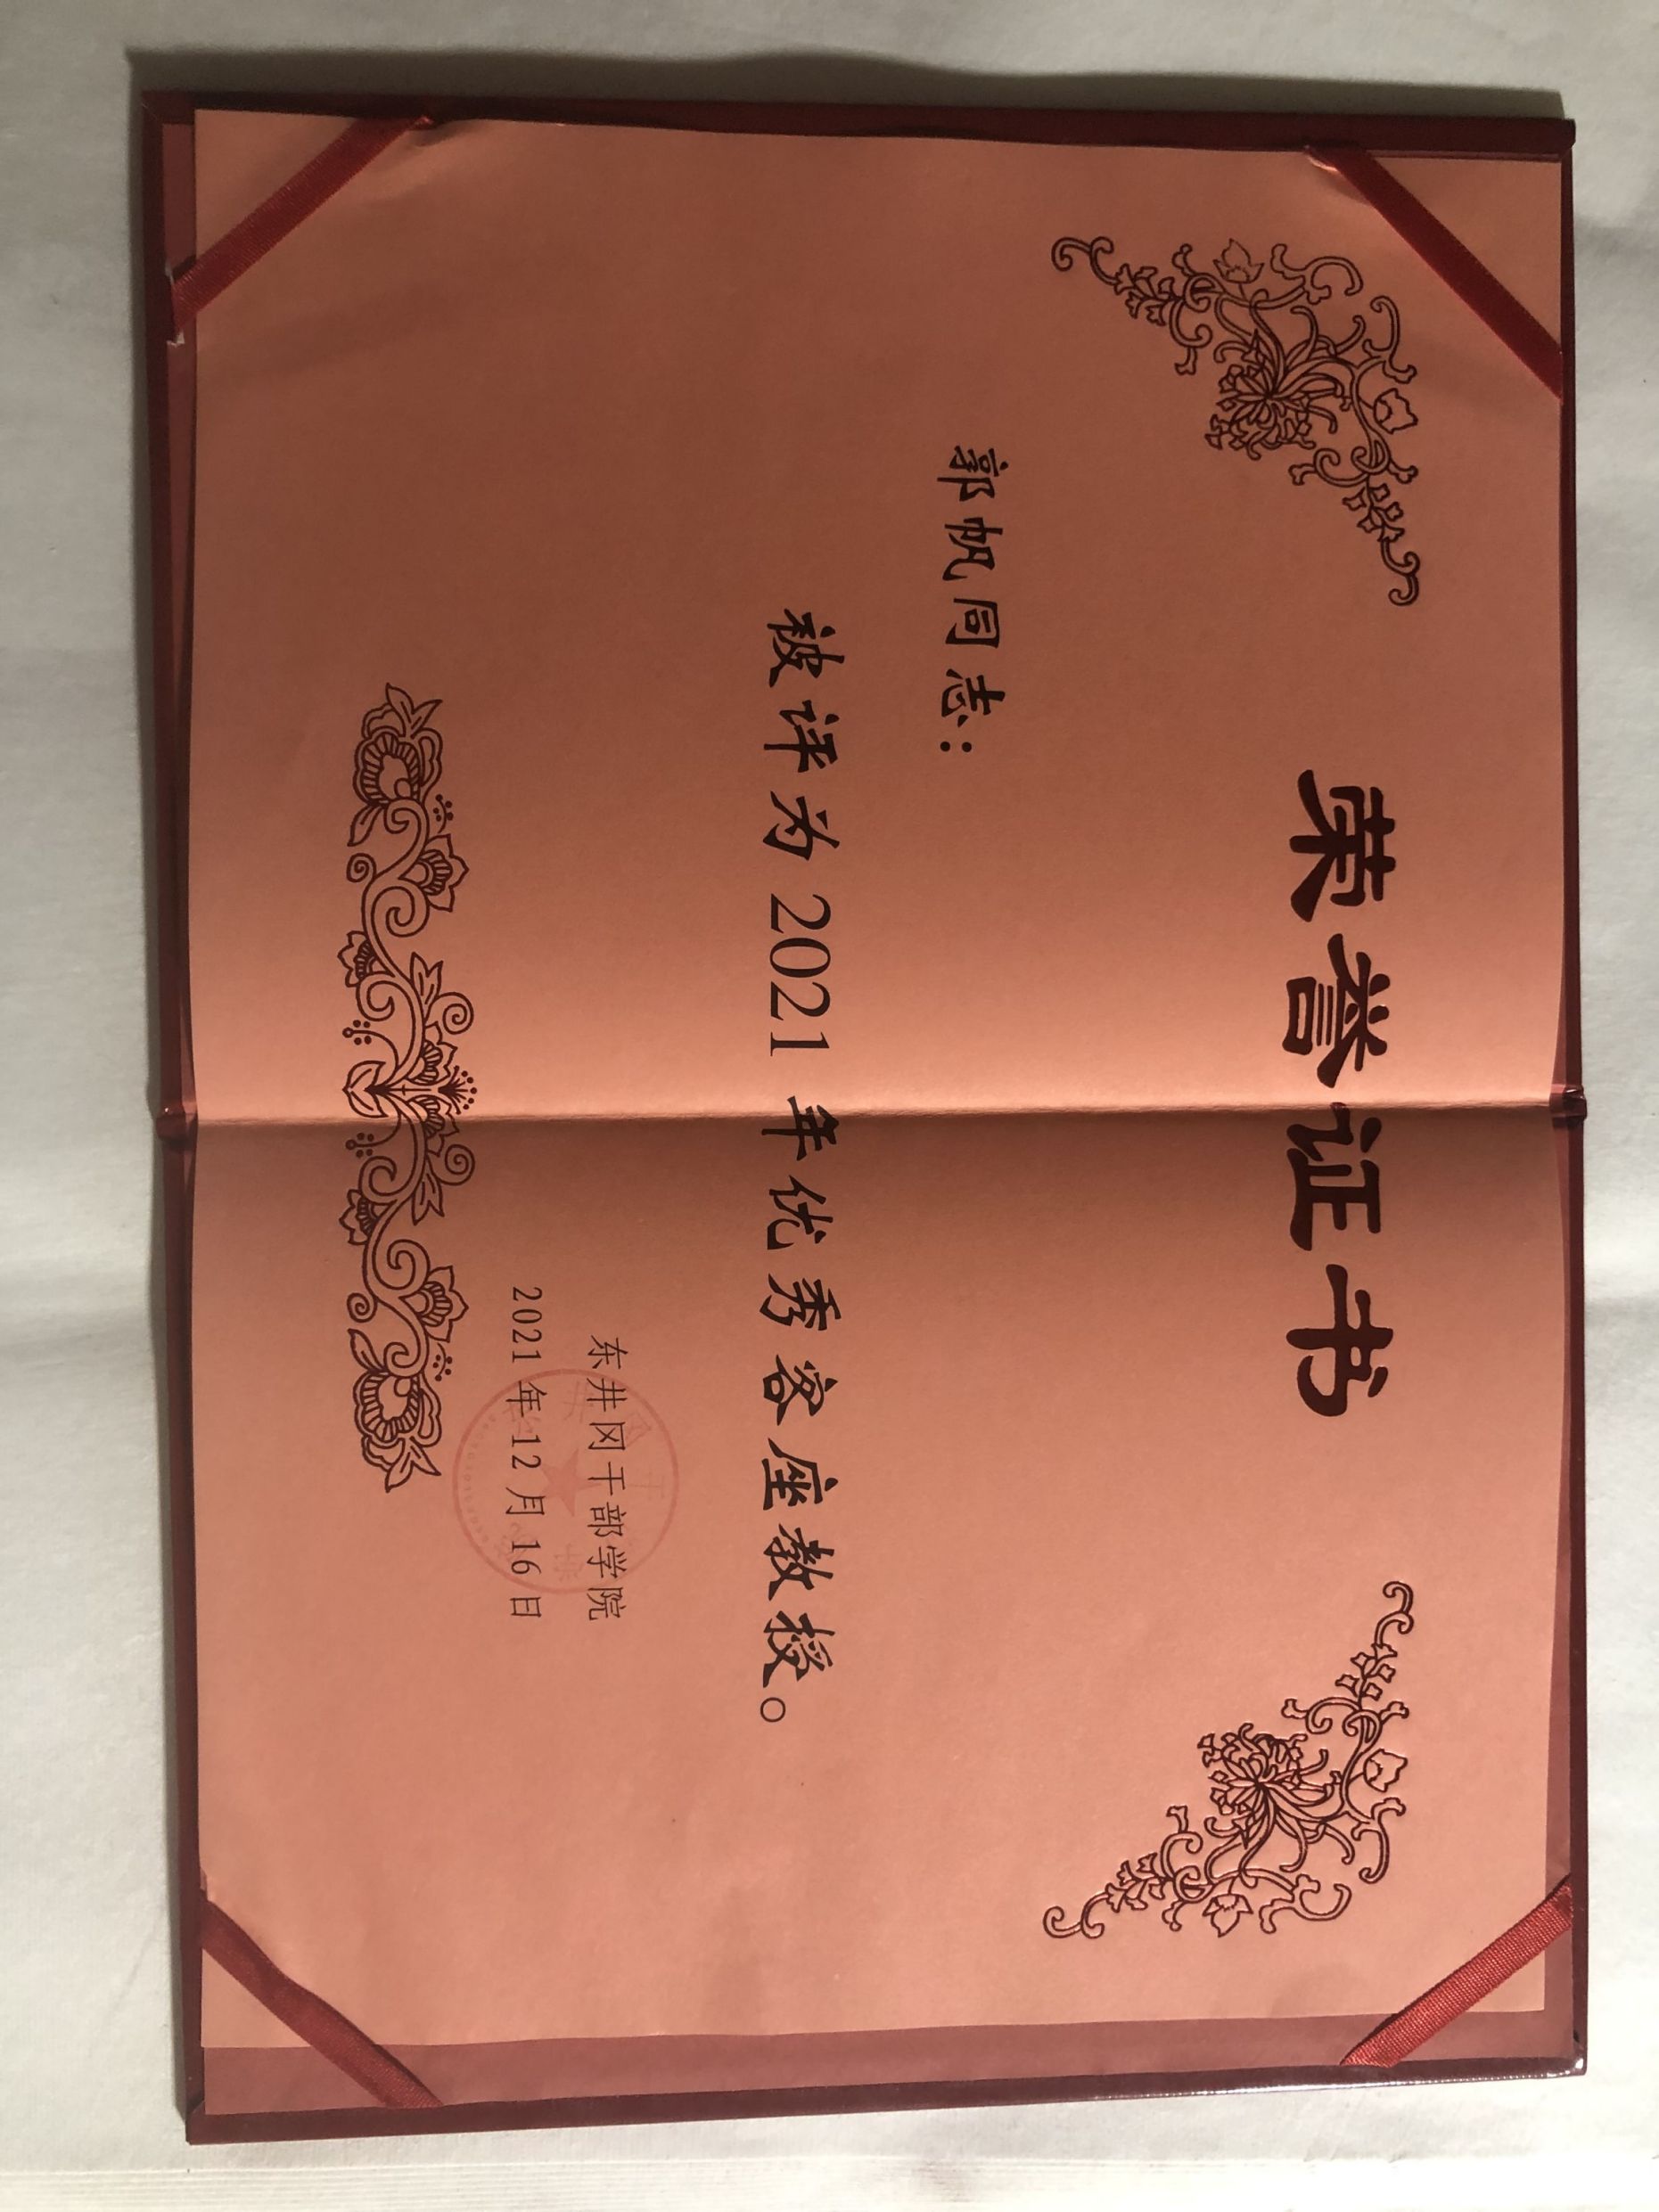 荣誉证书
郭帆同志：
被评为2021年优秀客座教授。
东井冈干部学院
2021年12月16日